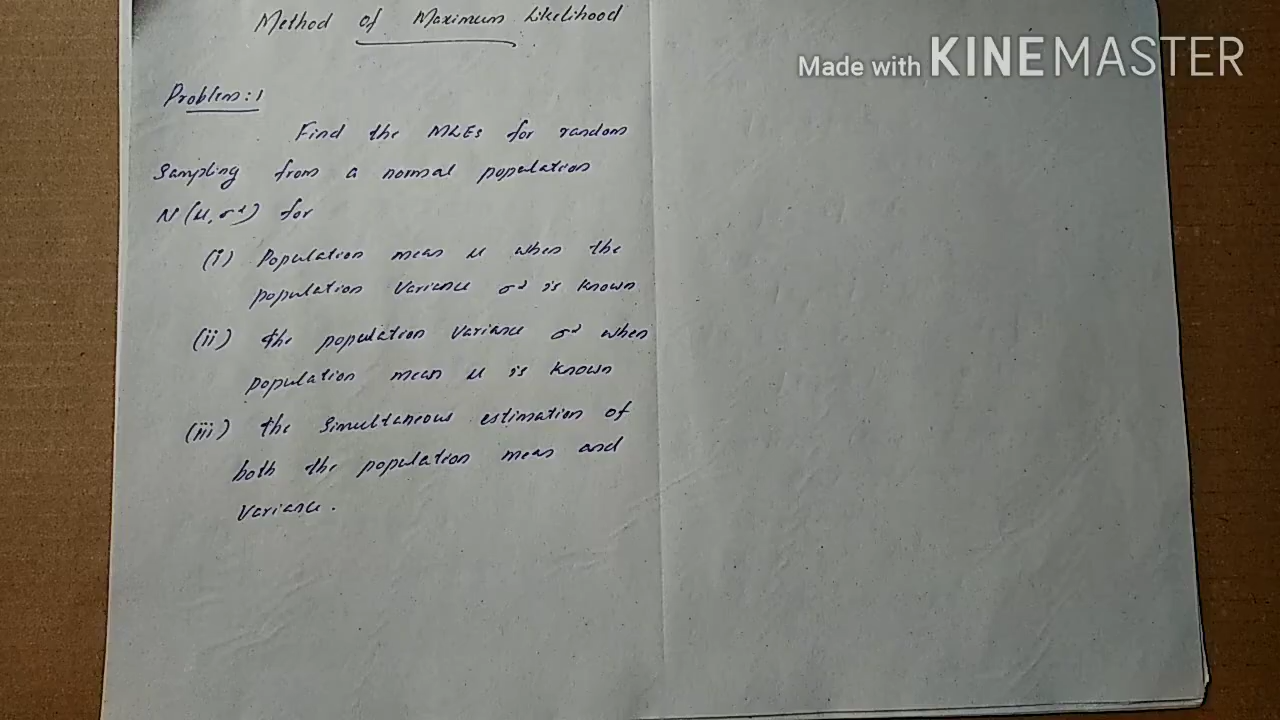 Method of Maximum Likelihood
Made with KINEMASTER
Problem: 1
Find the MLEs for random
sampling from a normal population
N(μ, σ²) for
(i) Population mean μ when the
population variance σ² is known
(ii) the population variance σ² when
population mean μ is known
(iii) the simultaneous estimation of
both the population mean and
variance.